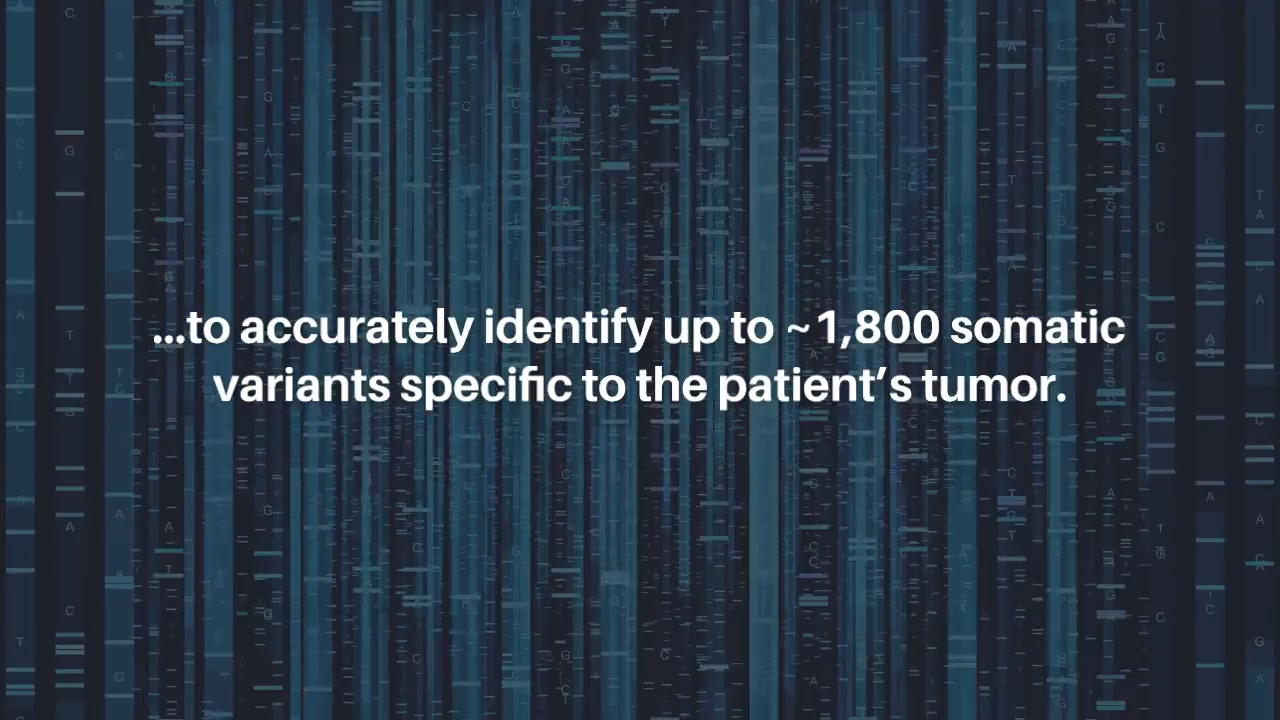 ...to accurately identify up to ~1,800 somatic
variants specific to the patient’s tumor.